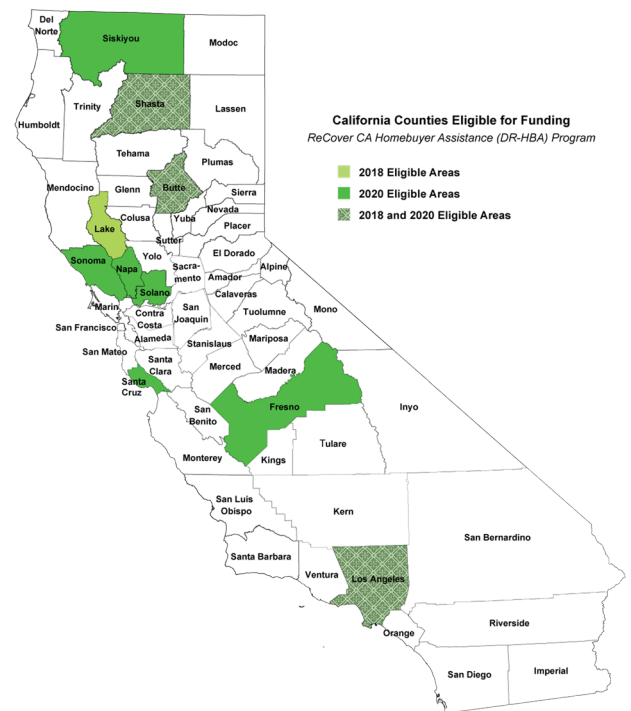 Del
Norte
Siskiyou
Modoc
Humboldt
Trinity
Shasta
Lassen
California Counties Eligible for Funding
ReCover CA Homebuyer Assistance (DR-HBA) Program
2018 Eligible Areas
2020 Eligible Areas
2018 and 2020 Eligible Areas
Tehama
Plumas
Mendocino
Glenn
Butte
Sierra
Colusa
Yuba
Nevada
Placer
Lake
Sutter
Sonoma
Napa
Yolo
El Dorado
Sacra-
mento
Alpine
Solano
Amador
Calaveras
Marin
Contra
Costa
San
Joaquin
Tuolumne
Mono
San Francisco
Alameda
Stanislaus
Mariposa
San Mateo
Santa
Clara
Merced
Madera
Santa
Cruz
San
Benito
Fresno
Inyo
Monterey
Kings
Tulare
San Luis
Obispo
Kern
San Bernardino
Santa Barbara
Ventura
Los Angeles
Orange
Riverside
San Diego
Imperial